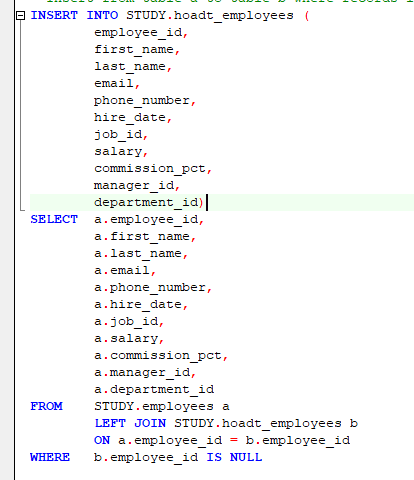 Insert from table a to table b where records
INSERT INTO STUDY.hoadt_employees (
employee_id,
first_name,
last_name,
email,
phone_number,
hire_date,
job_id,
salary,
commission_pct,
manager_id,
department_id)
SELECT a.employee_id,
a.first_name,
a.last_name,
a.email,
a.phone_number,
a.hire_date,
a.job_id,
a.salary,
a.commission_pct,
a.manager_id,
a.department_id
FROM STUDY.employees a
LEFT JOIN STUDY.hoadt_employees b
ON a.employee_id = b.employee_id
WHERE b.employee_id IS NULL